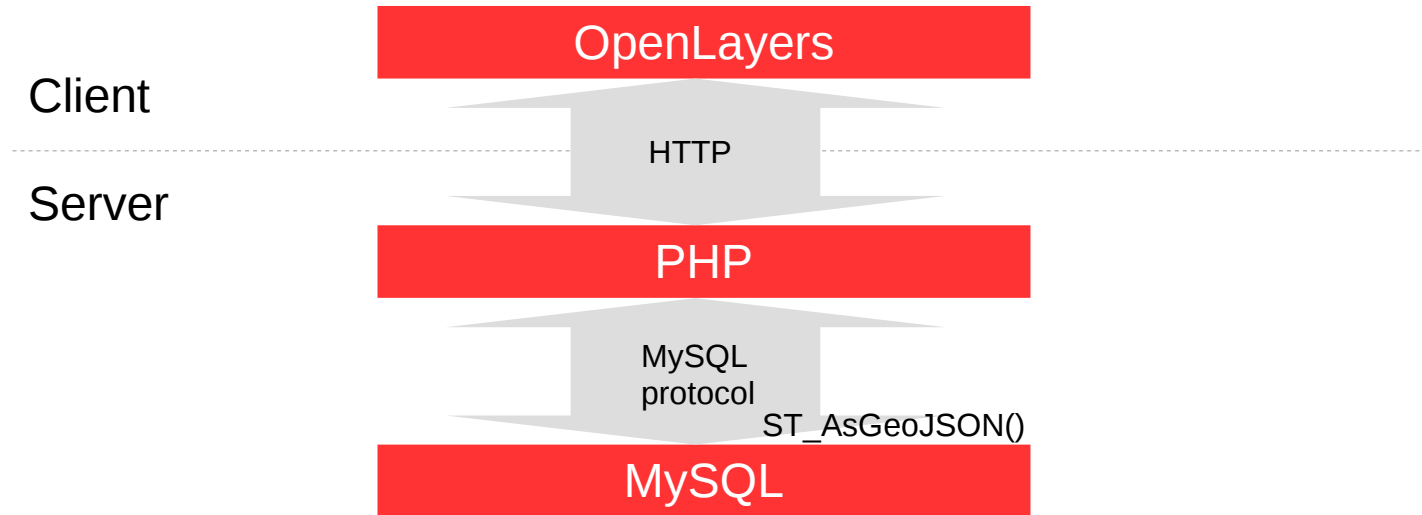 OpenLayers
Client
HTTP
Server
PHP
MySQL
protocol
ST_AsGeoJSON()
MySQL